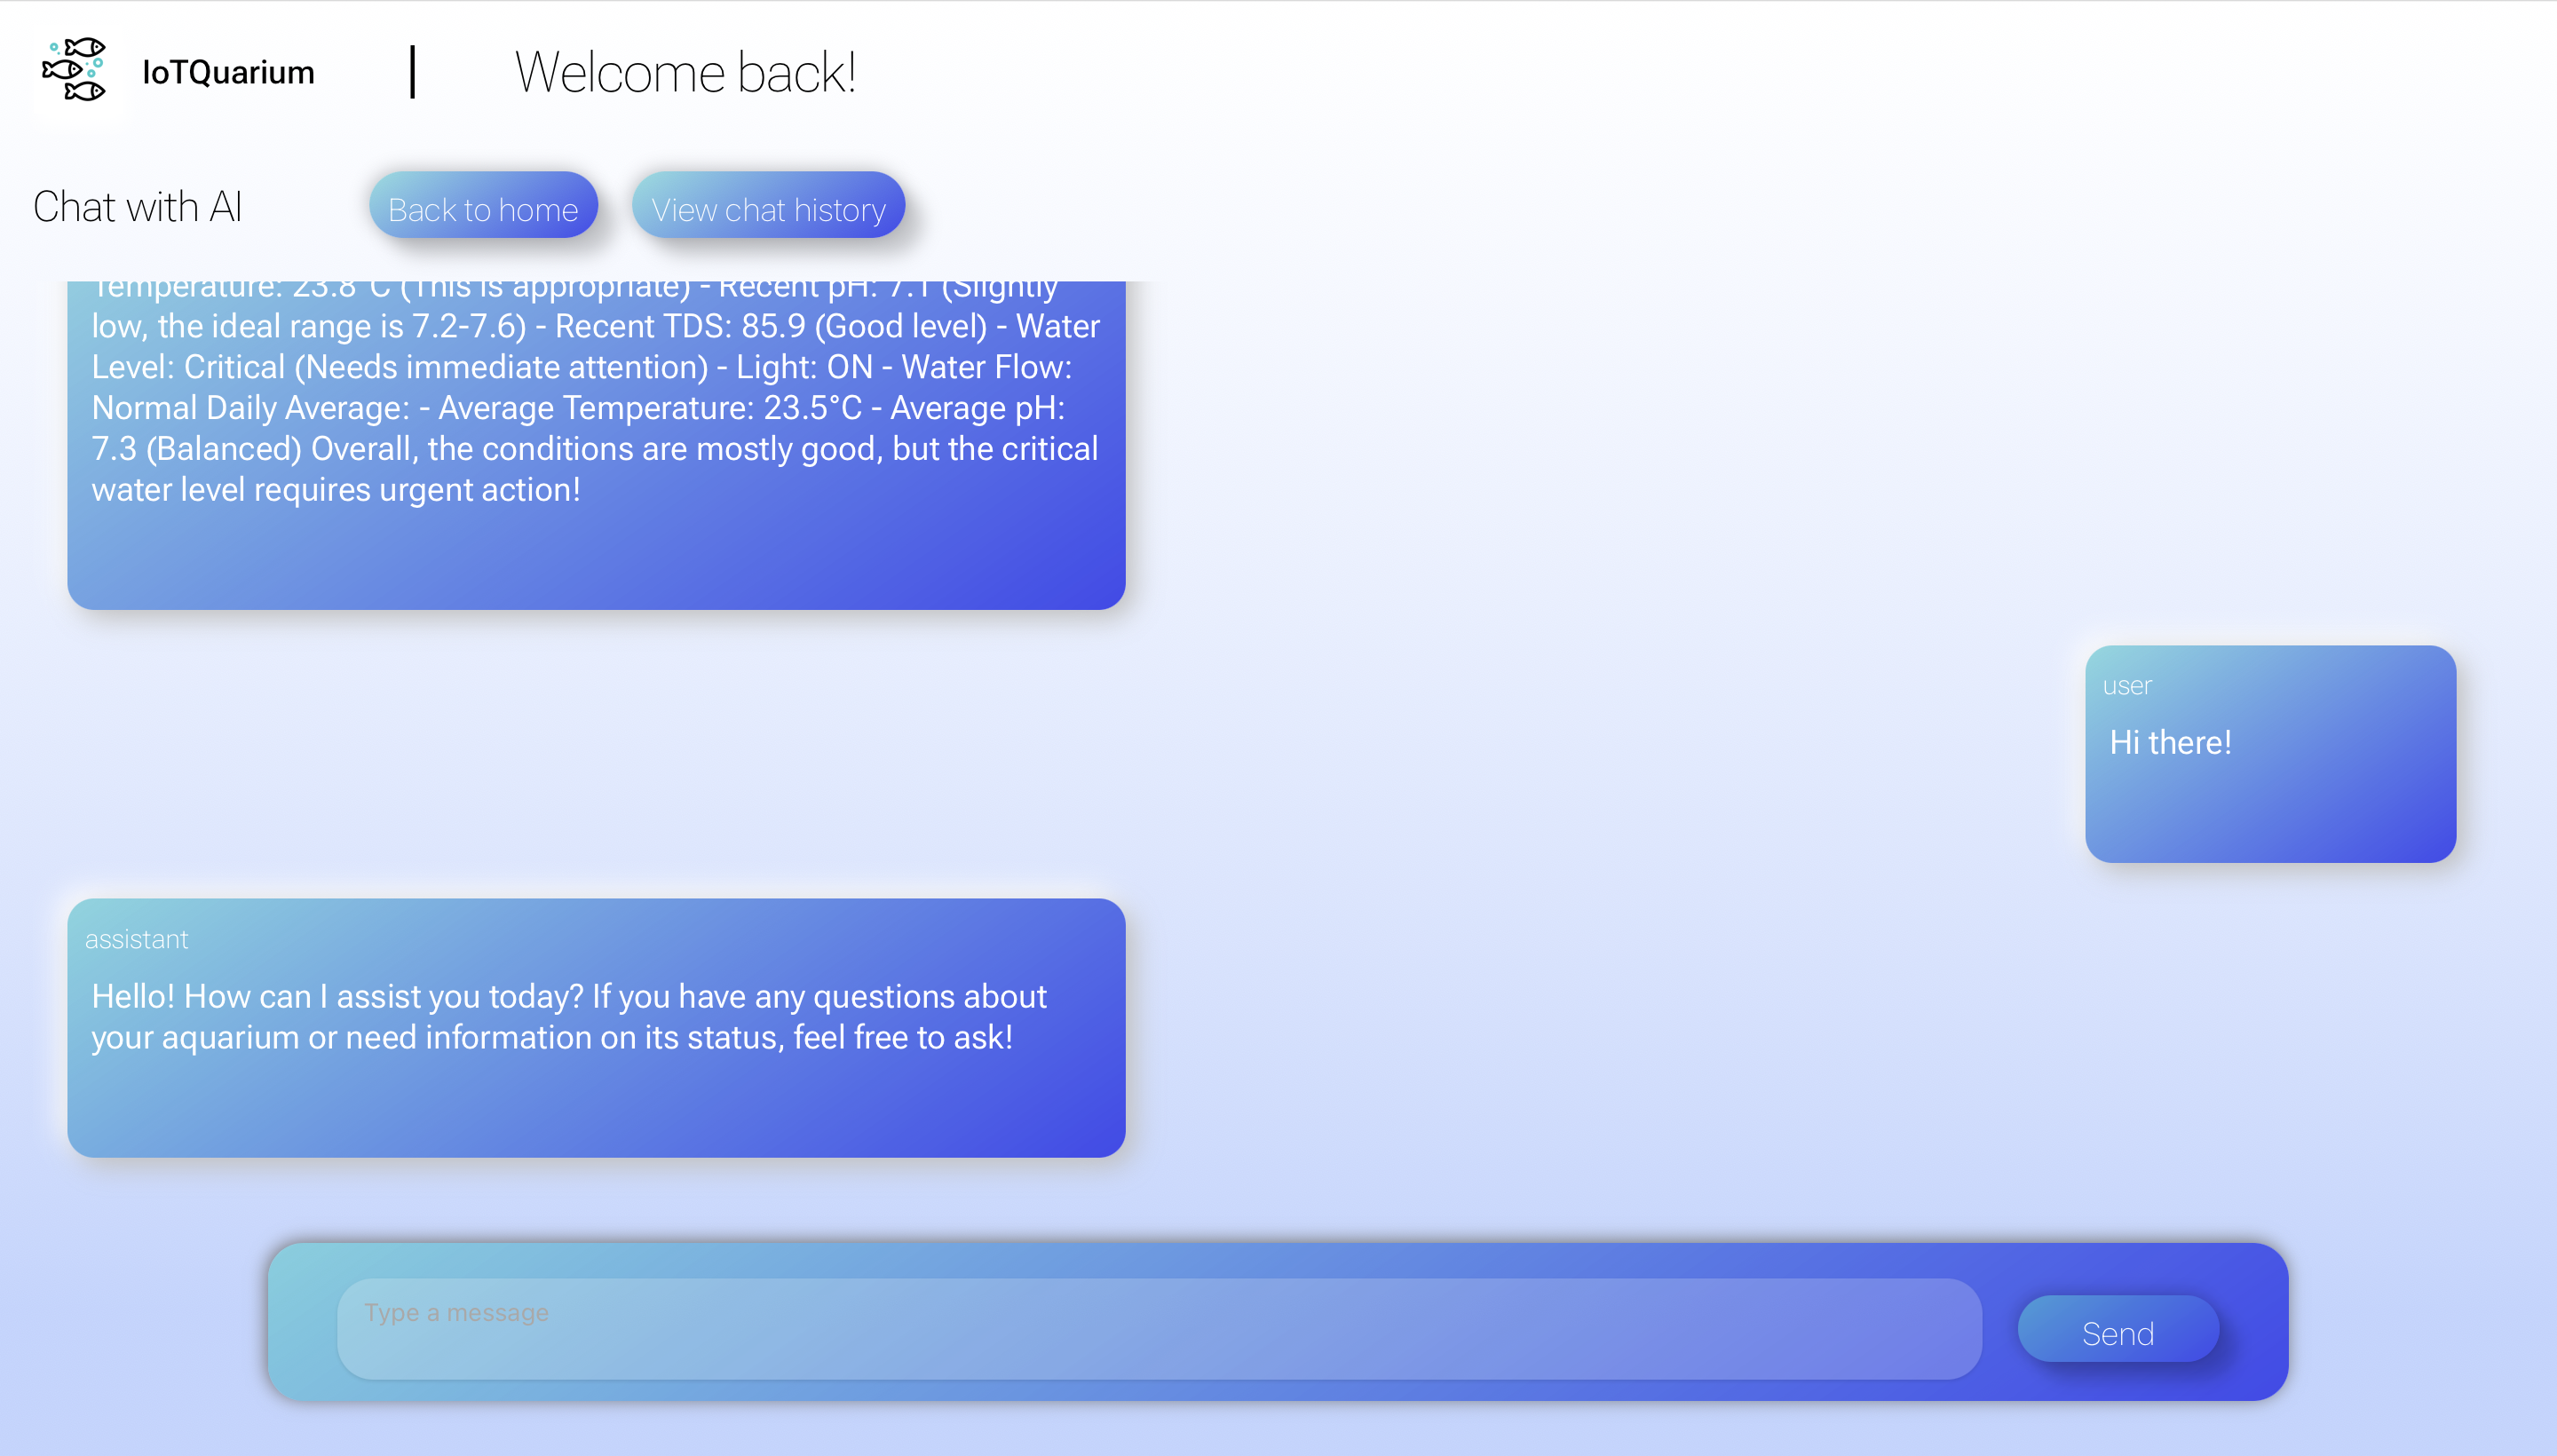 IoTQuarium
Welcome back!
Chat with AI
Back to home
View chat history
Temperature: 23.8°C (This is appropriate) - Recent pH: 7.1 (Slightly
low, the ideal range is 7.2-7.6) - Recent TDS: 85.9 (Good level) - Water
Level: Critical (Needs immediate attention) - Light: ON - Water Flow:
Normal Daily Average: - Average Temperature: 23.5°C - Average pH:
7.3 (Balanced) Overall, the conditions are mostly good, but the critical
water level requires urgent action!
user
Hi there!
assistant
Hello! How can I assist you today? If you have any questions about
your aquarium or need information on its status, feel free to ask!
Type a message
Send